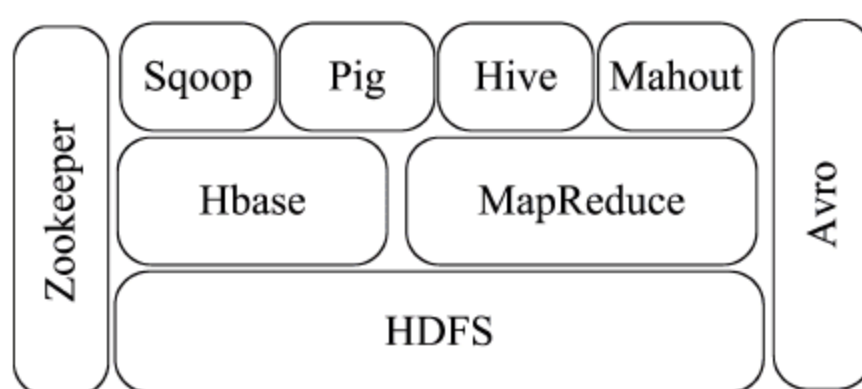 Zookeeper
Sqoop
Pig
Hive
Mahout
Hbase
MapReduce
HDFS
Avro